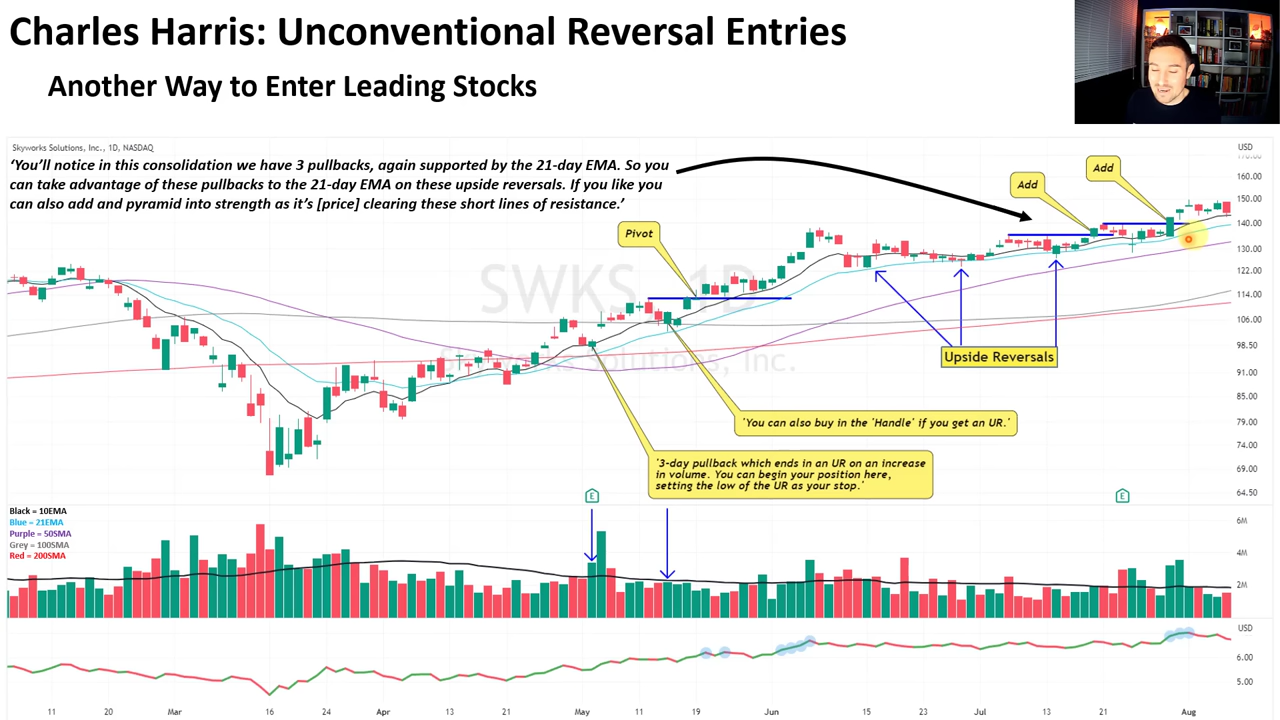 Charles Harris: Unconventional Reversal Entries
Another Way to Enter Leading Stocks
Skyworks Solutions, Inc., 1D, NASDAQ
USD
'You'll notice in this consolidation we have 3 pullbacks, again supported by the 21-day EMA. So you
can take advantage of these pullbacks to the 21-day EMA on these upside reversals. If you like you
can also add and pyramid into strength as it's [price] clearing these short lines of resistance.'
170.00
160.00
150.00
140.00
130.00
122.00
114.00
106.00
98.50
91.00
85.00
79.00
74.00
69.00
64.50
Add
Add
Pivot
SWKS, 1D
Skyworks Solutions, Inc.
Upside Reversals
'You can also buy in the 'Handle' if you get an UR.'
'3-day pullback which ends in an UR on an increase
in volume. You can begin your position here,
setting the low of the UR as your stop.'
E
E
Black = 10EMA
Blue = 21EMA
Purple = 50SMA
Grey = 100SMA
Red = 200SMA
6M
4M
2M
USD
6.00
5.00
11
20
Mar
16
24
Apr
13
21
May
11
19
Jun
15
23
Jul
13
21
Aug